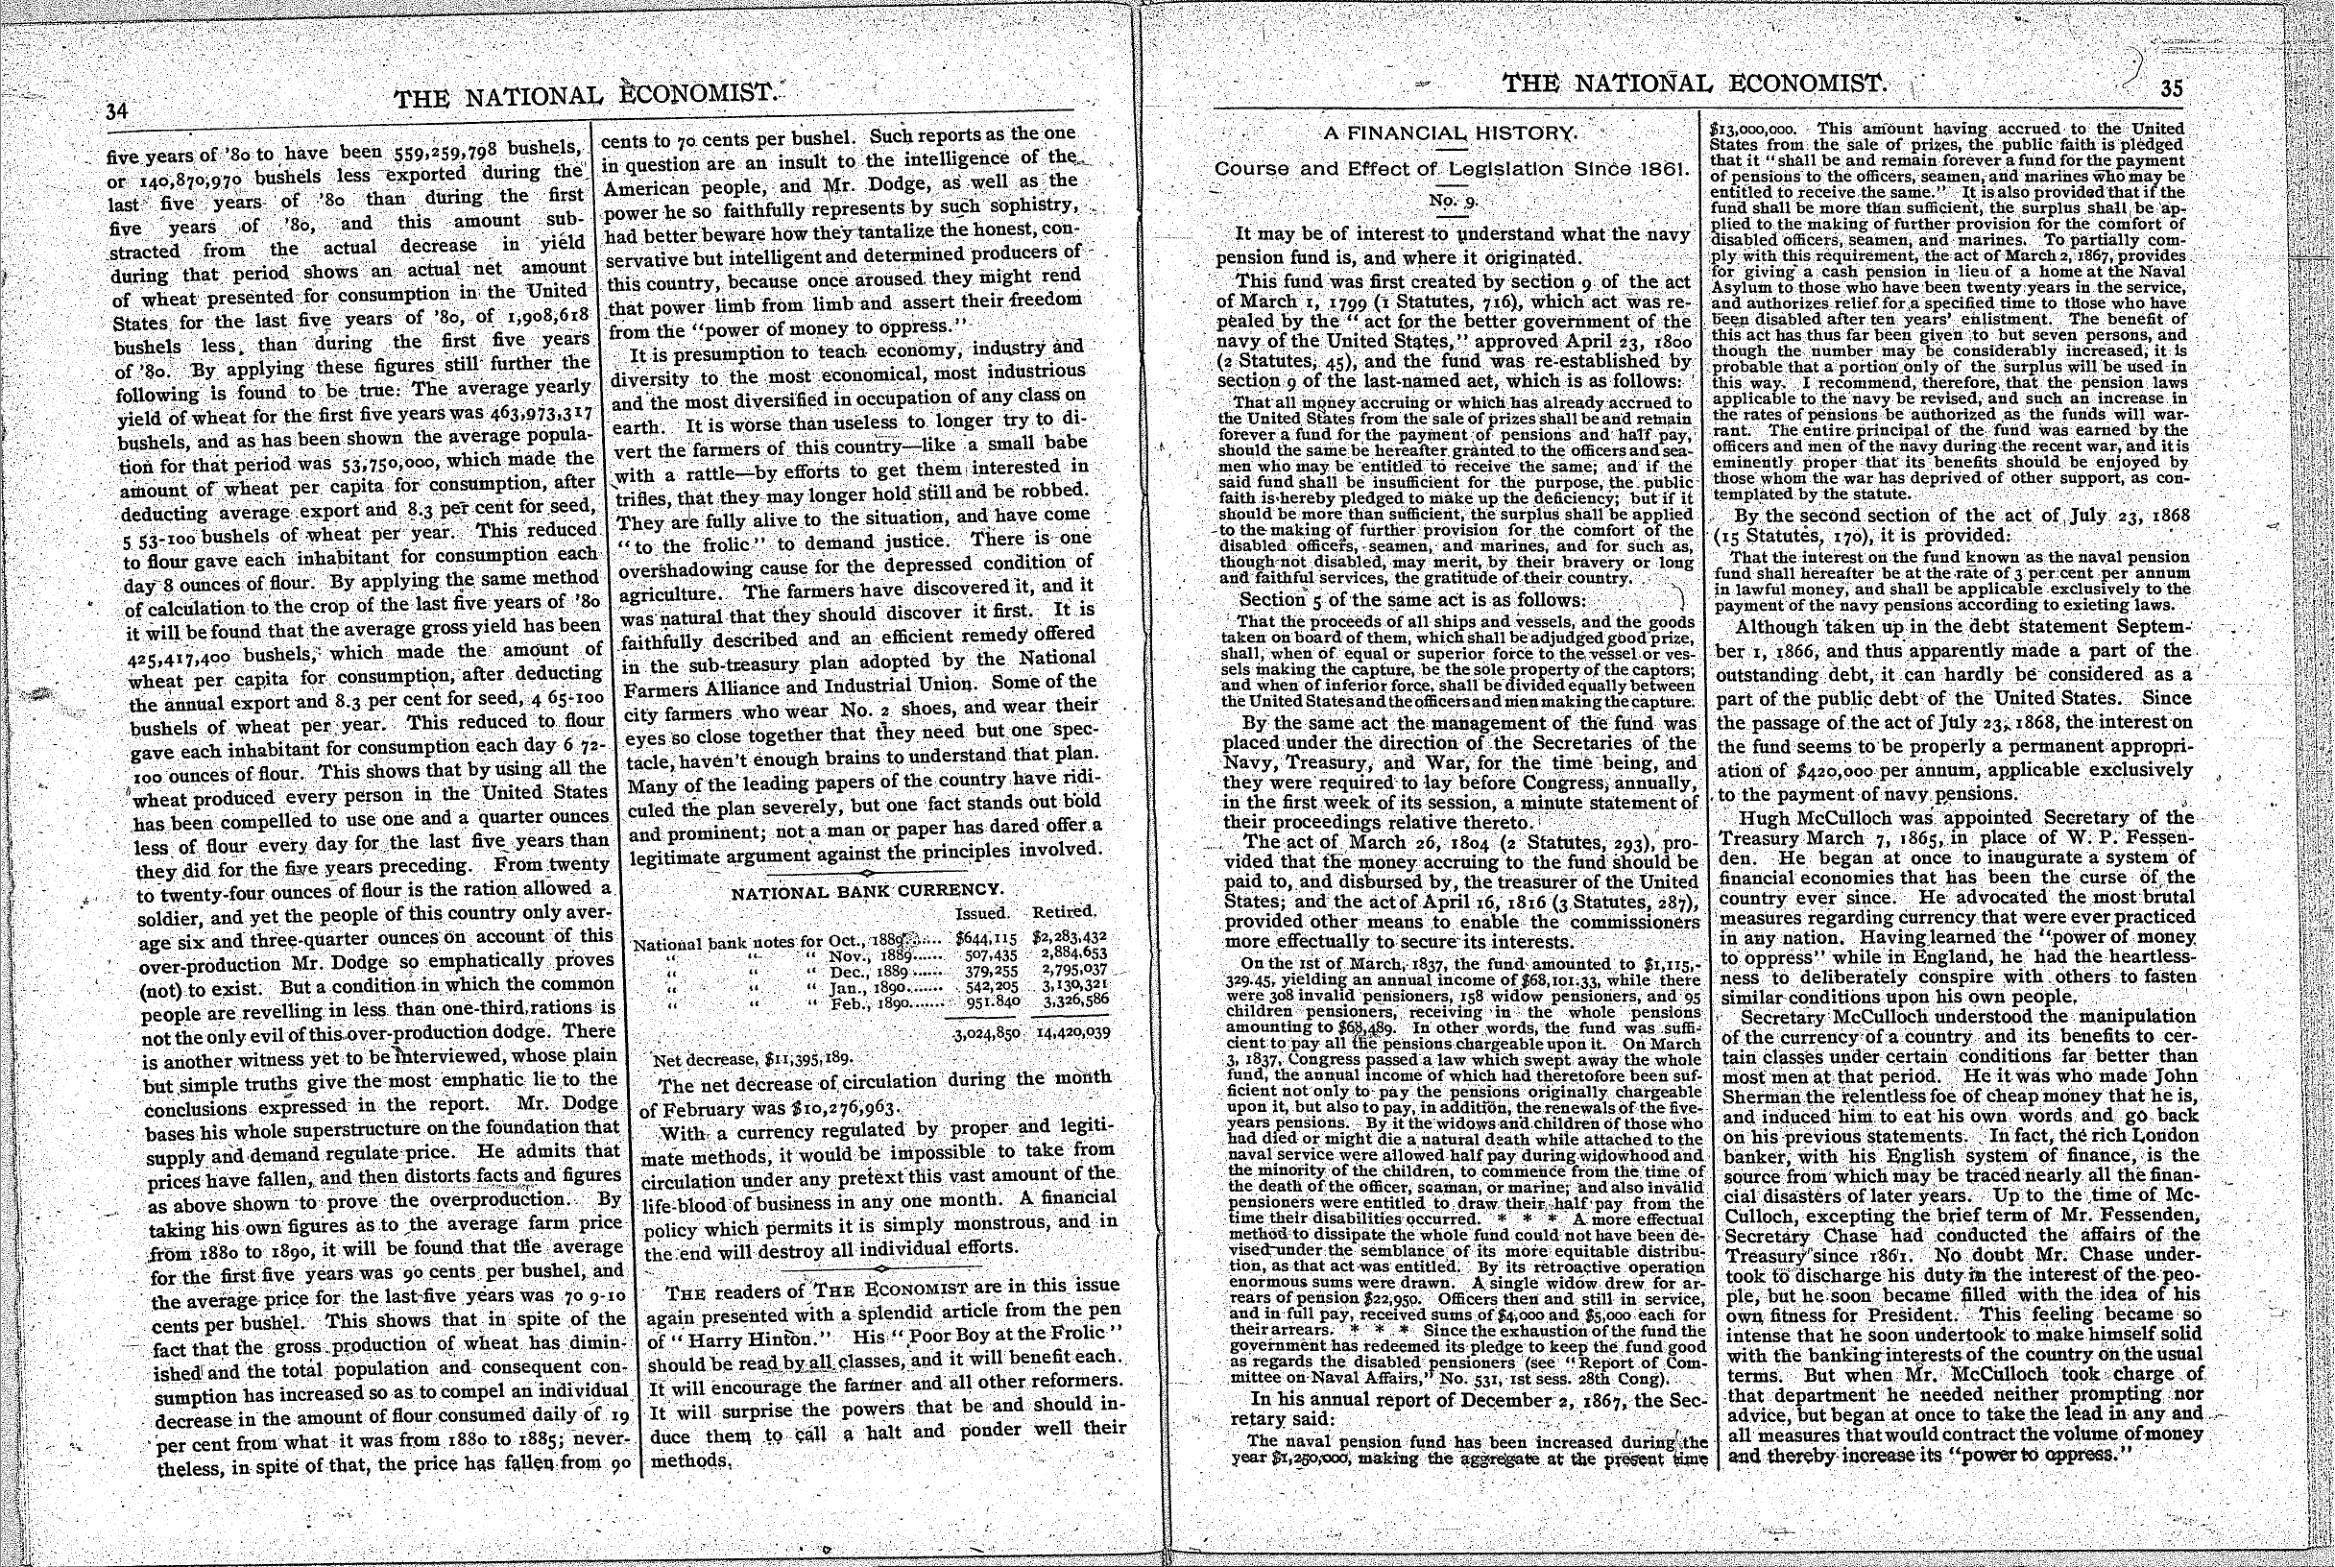 34
THE NATIONAL ECONOMIST.
five years of '80 to have been 559,259,798 bushels,
or 140,870,970 bushels less exported during the
last five years of '80 than during the first
five years of '80, and this amount sub-
stracted from the actual decrease in yield
during that period shows an actual net amount
of wheat presented for consumption in the United
States for the last five years of '80, of 1,908,618
bushels less, than during the first five years
of '80. By applying these figures still further the
following is found to be true: The average yearly
yield of wheat for the first five years was 463,973,317
bushels, and as has been shown the average popula-
tion for that period was 53,750,000, which made the
amount of wheat per capita for consumption, after
deducting average export and 8.3 per cent for seed,
5 53-100 bushels of wheat per year. This reduced
to flour gave each inhabitant for consumption each
day 8 ounces of flour. By applying the same method
of calculation to the crop of the last five years of '80
it will be found that the average gross yield has been
425,417,400 bushels, which made the amount of
wheat per capita for consumption, after deducting
the annual export and 8.3 per cent for seed, 4 65-100
bushels of wheat per year. This reduced to flour
gave each inhabitant for consumption each day 6 72-
100 ounces of flour. This shows that by using all the
wheat produced every person in the United States
has been compelled to use one and a quarter ounces
less of flour every day for the last five years than
they did for the five years preceding. From twenty
to twenty-four ounces of flour is the ration allowed a
soldier, and yet the people of this country only aver-
age six and three-quarter ounces on account of this
over-production Mr. Dodge so emphatically proves
(not) to exist. But a condition in which the common
people are revelling in less than one-third rations is
not the only evil of this over-production dodge. There
is another witness yet to be interviewed, whose plain
but simple truths give the most emphatic lie to the
conclusions expressed in the report. Mr. Dodge
bases his whole superstructure on the foundation that
supply and demand regulate price. He admits that
prices have fallen, and then distorts facts and figures
as above shown to prove the overproduction. By
taking his own figures as to the average farm price
from 1880 to 1890, it will be found that the average
for the first five years was 90 cents per bushel, and
the average price for the last five years was 70 9-10
cents per bushel. This shows that in spite of the
fact that the gross production of wheat has dimin-
ished and the total population and consequent con-
sumption has increased so as to compel an individual
decrease in the amount of flour consumed daily of 19
per cent from what it was from 1880 to 1885; never-
theless, in spite of that, the price has fallen from 90
cents to 70 cents per bushel. Such reports as the one
in question are an insult to the intelligence of the
American people, and Mr. Dodge, as well as the
power he so faithfully represents by such sophistry,
had better beware how they tantalize the honest, con-
servative but intelligent and determined producers of
this country, because once aroused they might rend
that power limb from limb and assert their freedom
from the "power of money to oppress."
It is presumption to teach economy, industry and
diversity to the most economical, most industrious
and the most diversified in occupation of any class on
earth. It is worse than useless to longer try to di-
vert the farmers of this country—like a small babe
with a rattle—by efforts to get them interested in
trifles, that they may longer hold still and be robbed.
They are fully alive to the situation, and have come
"to the frolic" to demand justice. There is one
overshadowing cause for the depressed condition of
agriculture. The farmers have discovered it, and it
was natural that they should discover it first. It is
faithfully described and an efficient remedy offered
in the sub-treasury plan adopted by the National
Farmers Alliance and Industrial Union. Some of the
city farmers who wear No. 2 shoes, and wear their
eyes so close together that they need but one spec-
tacle, haven't enough brains to understand that plan.
Many of the leading papers of the country have ridi-
culed the plan severely, but one fact stands out bold
and prominent; not a man or paper has dared offer a
legitimate argument against the principles involved.
NATIONAL BANK CURRENCY.
Issued. Retired.
National bank notes for Oct., 1889...... $644,115 $2,283,432
" " " Nov., 1889...... 507,435 2,884,653
" " " Dec., 1889...... 379,255 2,795,037
" " " Jan., 1890....... 542,205 3,130,321
" " " Feb., 1890....... 951.840 3,326,586
3,024,850 14,420,039
Net decrease, $11,395,189.
The net decrease of circulation during the month
of February was $10,276,963.
With a currency regulated by proper and legiti-
mate methods, it would be impossible to take from
circulation under any pretext this vast amount of the
life-blood of business in any one month. A financial
policy which permits it is simply monstrous, and in
the end will destroy all individual efforts.
THE readers of THE ECONOMIST are in this issue
again presented with a splendid article from the pen
of "Harry Hinton." His "Poor Boy at the Frolic"
should be read by all classes, and it will benefit each.
It will encourage the farmer and all other reformers.
It will surprise the powers that be and should in-
duce them to call a halt and ponder well their
methods.
THE NATIONAL ECONOMIST.
35
A FINANCIAL HISTORY.
Course and Effect of Legislation Since 1861.
No. 9.
It may be of interest to understand what the navy
pension fund is, and where it originated.
This fund was first created by section 9 of the act
of March 1, 1799 (1 Statutes, 716), which act was re-
pealed by the "act for the better government of the
navy of the United States," approved April 23, 1800
(2 Statutes, 45), and the fund was re-established by
section 9 of the last-named act, which is as follows:
That all money accruing or which has already accrued to
the United States from the sale of prizes shall be and remain
forever a fund for the payment of pensions and half pay,
should the same be hereafter granted to the officers and sea-
men who may be entitled to receive the same; and if the
said fund shall be insufficient for the purpose, the public
faith is hereby pledged to make up the deficiency; but if it
should be more than sufficient, the surplus shall be applied
to the making of further provision for the comfort of the
disabled officers, seamen, and marines, and for such as,
though not disabled, may merit, by their bravery or long
and faithful services, the gratitude of their country.
Section 5 of the same act is as follows:
That the proceeds of all ships and vessels, and the goods
taken on board of them, which shall be adjudged good prize,
shall, when of equal or superior force to the vessel or ves-
sels making the capture, be the sole property of the captors;
and when of inferior force, shall be divided equally between
the United States and the officers and men making the capture.
By the same act the management of the fund was
placed under the direction of the Secretaries of the
Navy, Treasury, and War, for the time being, and
they were required to lay before Congress, annually,
in the first week of its session, a minute statement of
their proceedings relative thereto.
The act of March 26, 1804 (2 Statutes, 293), pro-
vided that the money accruing to the fund should be
paid to, and disbursed by, the treasurer of the United
States; and the act of April 16, 1816 (3 Statutes, 287),
provided other means to enable the commissioners
more effectually to secure its interests.
On the 1st of March, 1837, the fund amounted to $1,115,-
329.45, yielding an annual income of $68,101.33, while there
were 308 invalid pensioners, 158 widow pensioners, and 95
children pensioners, receiving in the whole pensions
amounting to $68,489. In other words, the fund was suffi-
cient to pay all the pensions chargeable upon it. On March
3, 1837, Congress passed a law which swept away the whole
fund, the annual income of which had theretofore been suf-
ficient not only to pay the pensions originally chargeable
upon it, but also to pay, in addition, the renewals of the five-
years pensions. By it the widows and children of those who
had died or might die a natural death while attached to the
naval service were allowed half pay during widowhood and
the minority of the children, to commence from the time of
the death of the officer, seaman, or marine; and also invalid
pensioners were entitled to draw their half pay from the
time their disabilities occurred. * * * A more effectual
method to dissipate the whole fund could not have been de-
vised under the semblance of its more equitable distribu-
tion, as that act was entitled. By its retroactive operation
enormous sums were drawn. A single widow drew for ar-
rears of pension $22,950. Officers then and still in service,
and in full pay, received sums of $4,000 and $5,000 each for
their arrears. * * * Since the exhaustion of the fund the
government has redeemed its pledge to keep the fund good
as regards the disabled pensioners (see "Report of Com-
mittee on Naval Affairs," No. 531, 1st sess. 28th Cong).
In his annual report of December 2, 1867, the Sec-
retary said:
The naval pension fund has been increased during the
year $1,250,000, making the aggregate at the present time
$13,000,000. This amount having accrued to the United
States from the sale of prizes, the public faith is pledged
that it "shall be and remain forever a fund for the payment
of pensions to the officers, seamen, and marines who may be
entitled to receive the same." It is also provided that if the
fund shall be more than sufficient, the surplus shall be ap-
plied to the making of further provision for the comfort of
disabled officers, seamen, and marines. To partially com-
ply with this requirement, the act of March 2, 1867, provides
for giving a cash pension in lieu of a home at the Naval
Asylum to those who have been twenty years in the service,
and authorizes relief for a specified time to those who have
been disabled after ten years' enlistment. The benefit of
this act has thus far been given to but seven persons, and
though the number may be considerably increased, it is
probable that a portion only of the surplus will be used in
this way. I recommend, therefore, that the pension laws
applicable to the navy be revised, and such an increase in
the rates of pensions be authorized as the funds will war-
rant. The entire principal of the fund was earned by the
officers and men of the navy during the recent war, and it is
eminently proper that its benefits should be enjoyed by
those whom the war has deprived of other support, as con-
templated by the statute.
By the second section of the act of July 23, 1868
(15 Statutes, 170), it is provided:
That the interest on the fund known as the naval pension
fund shall hereafter be at the rate of 3 per cent per annum
in lawful money, and shall be applicable exclusively to the
payment of the navy pensions according to exieting laws.
Although taken up in the debt statement Septem-
ber 1, 1866, and thus apparently made a part of the
outstanding debt, it can hardly be considered as a
part of the public debt of the United States. Since
the passage of the act of July 23, 1868, the interest on
the fund seems to be properly a permanent appropri-
ation of $420,000 per annum, applicable exclusively
to the payment of navy pensions.
Hugh McCulloch was appointed Secretary of the
Treasury March 7, 1865, in place of W. P. Fessen-
den. He began at once to inaugurate a system of
financial economies that has been the curse of the
country ever since. He advocated the most brutal
measures regarding currency that were ever practiced
in any nation. Having learned the "power of money
to oppress" while in England, he had the heartless-
ness to deliberately conspire with others to fasten
similar conditions upon his own people.
Secretary McCulloch understood the manipulation
of the currency of a country and its benefits to cer-
tain classes under certain conditions far better than
most men at that period. He it was who made John
Sherman the relentless foe of cheap money that he is,
and induced him to eat his own words and go back
on his previous statements. In fact, the rich London
banker, with his English system of finance, is the
source from which may be traced nearly all the finan-
cial disasters of later years. Up to the time of Mc-
Culloch, excepting the brief term of Mr. Fessenden,
Secretary Chase had conducted the affairs of the
Treasury since 1861. No doubt Mr. Chase under-
took to discharge his duty in the interest of the peo-
ple, but he soon became filled with the idea of his
own fitness for President. This feeling became so
intense that he soon undertook to make himself solid
with the banking interests of the country on the usual
terms. But when Mr. McCulloch took charge of
that department he needed neither prompting nor
advice, but began at once to take the lead in any and
all measures that would contract the volume of money
and thereby increase its "power to oppress."